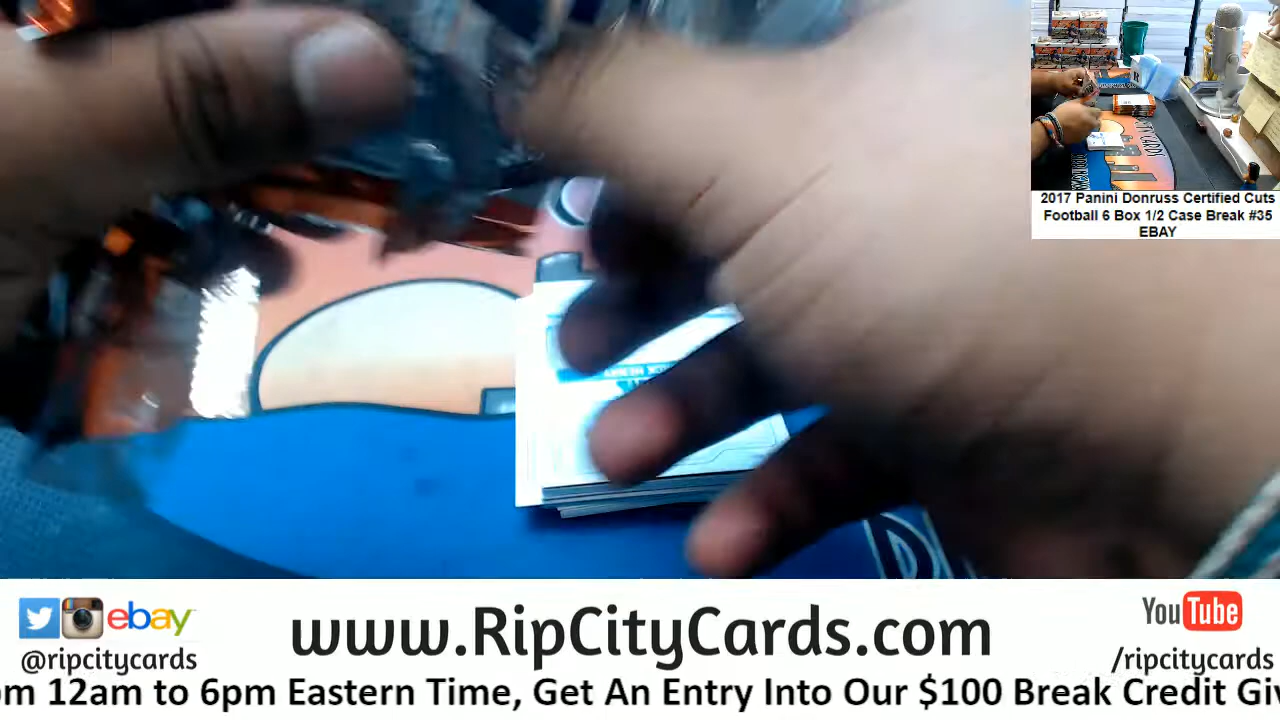 2017 Panini Donruss Certified Cuts
Football 6 Box 1/2 Case Break #35
EBAY
ebay
@ripcitycards
www.RipCityCards.com
YouTube
/ripcitycards
om 12am to 6pm Eastern Time, Get An Entry Into Our $100 Break Credit Giv